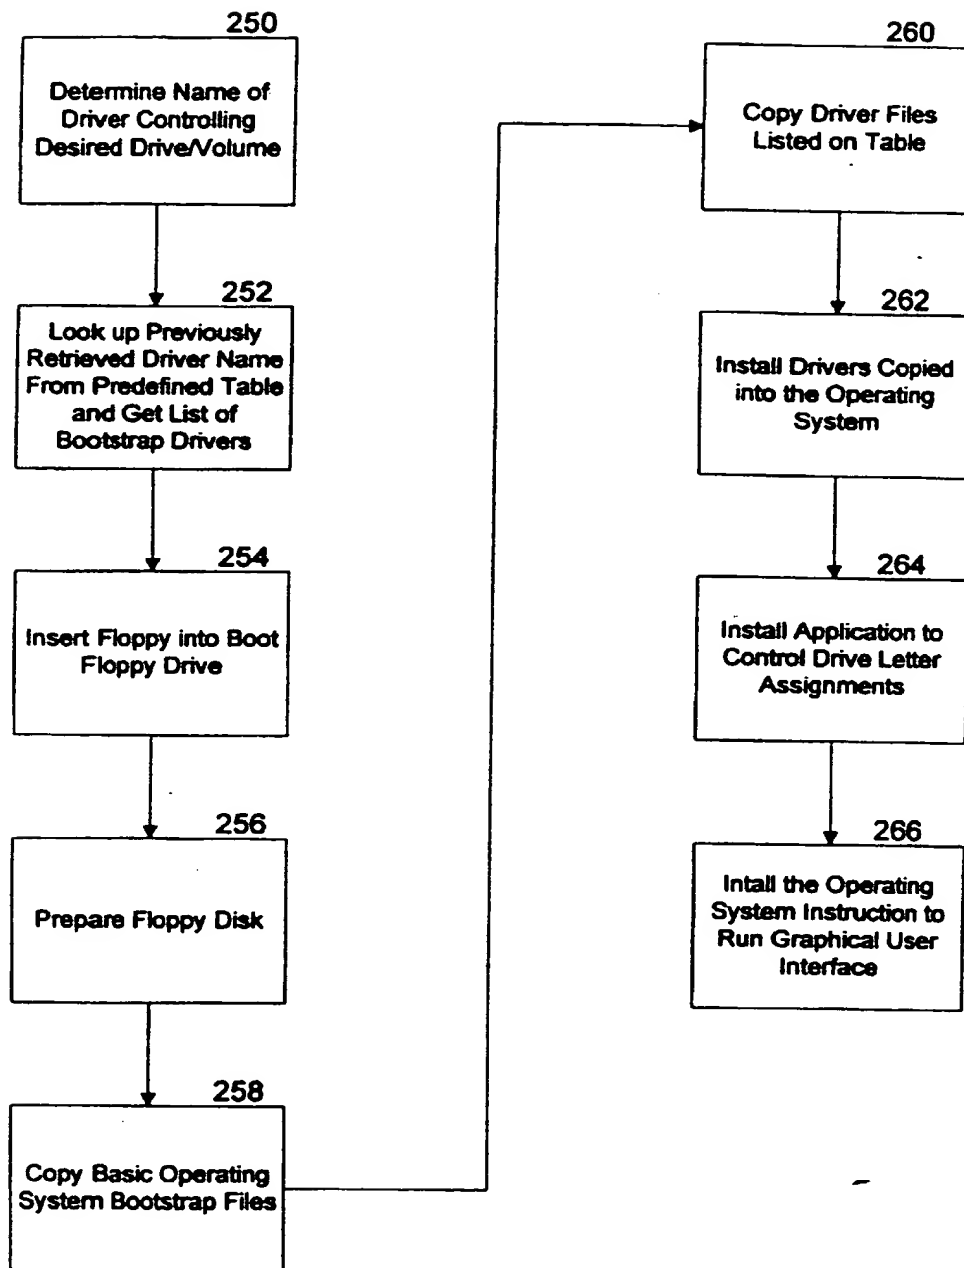 250
Determine Name of
Driver Controlling
Desired Drive/Volume
252
Look up Previously
Retrieved Driver Name
From Predefined Table
and Get List of
Bootstrap Drivers
254
Insert Floppy into Boot
Floppy Drive
256
Prepare Floppy Disk
258
Copy Basic Operating
System Bootstrap Files
260
Copy Driver Files
Listed on Table
262
Install Drivers Copied
into the Operating
System
264
Install Application to
Control Drive Letter
Assignments
266
Intall the Operating
System Instruction to
Run Graphical User
Interface